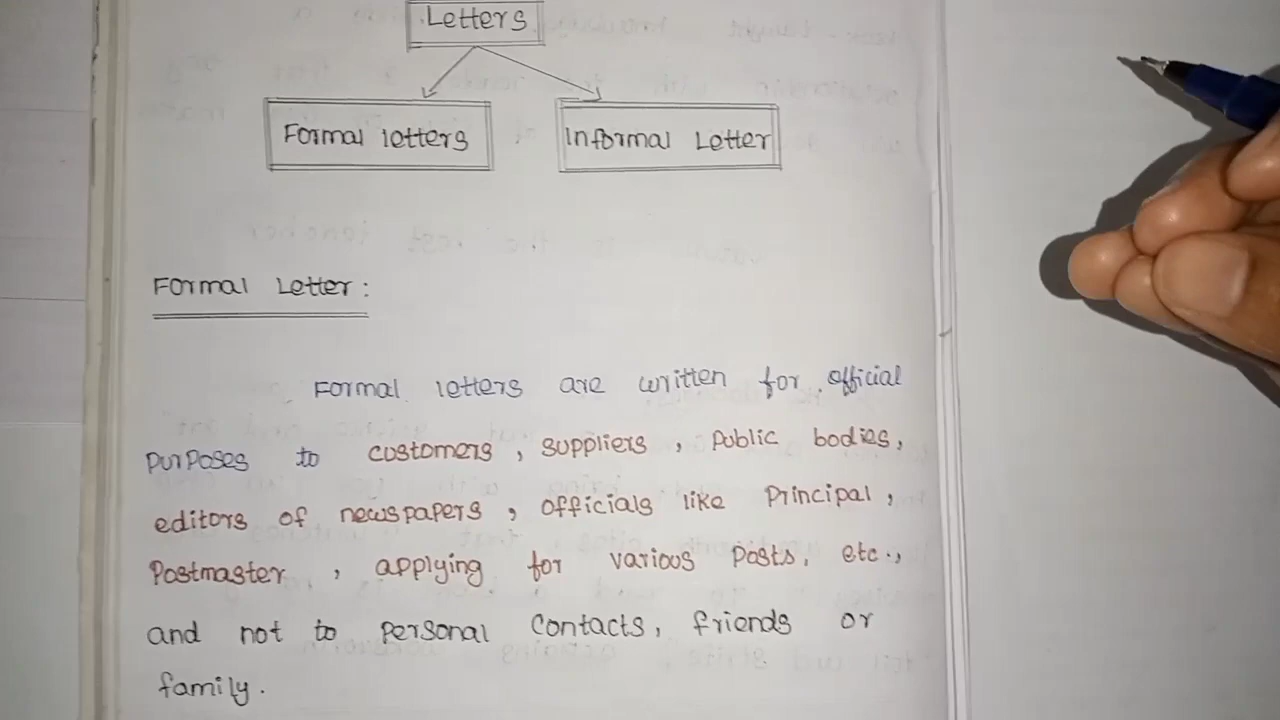 Letters
Formal letters
Informal Letter
Formal Letter:
Formal letters are written for official
purposes to customers, suppliers, public bodies,
editors of newspapers, officials like Principal,
Postmaster, applying for various posts, etc.,
and not to personal contacts, friends or
family.